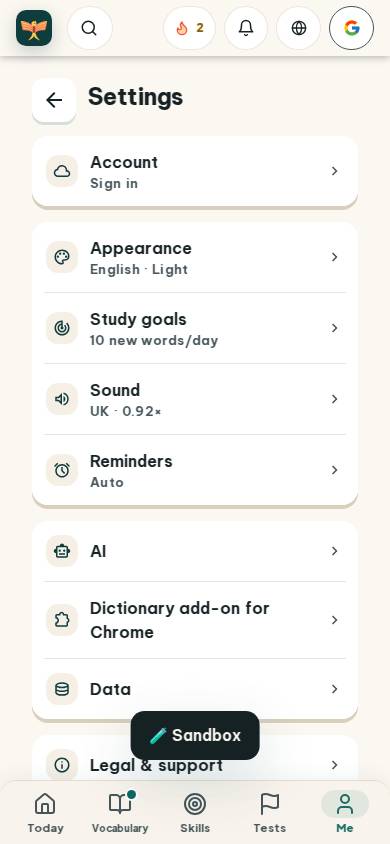 2
Settings
Account
Sign in
Appearance
English · Light
Study goals
10 new words/day
Sound
UK · 0.92×
Reminders
Auto
AI
Dictionary add-on for
Chrome
Data
🧪 Sandbox
Legal & support
Today
Vocabulary
Skills
Tests
Me